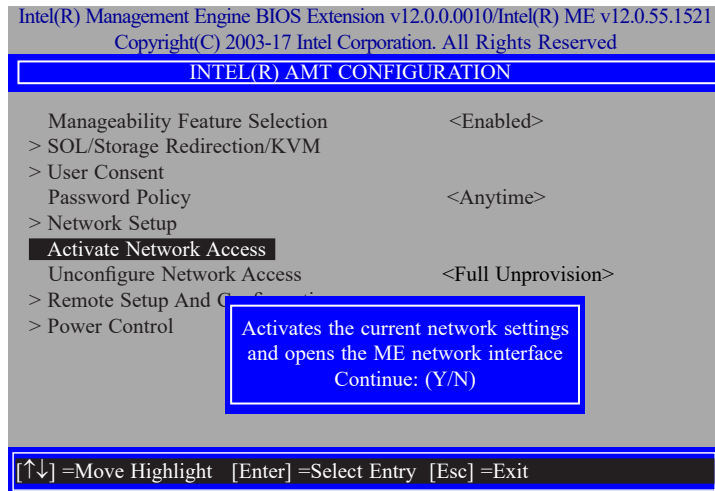 Intel(R) Management Engine BIOS Extension v12.0.0.0010/Intel(R) ME v12.0.55.1521
Copyright(C) 2003-17 Intel Corporation. All Rights Reserved
INTEL(R) AMT CONFIGURATION
Manageability Feature Selection <Enabled>
> SOL/Storage Redirection/KVM
> User Consent
Password Policy <Anytime>
> Network Setup
Activate Network Access
Unconfigure Network Access <Full Unprovision>
> Remote Setup And
> Power Control
Activates the current network settings
and opens the ME network interface
Continue: (Y/N)
[↑↓] =Move Highlight [Enter] =Select Entry [Esc] =Exit